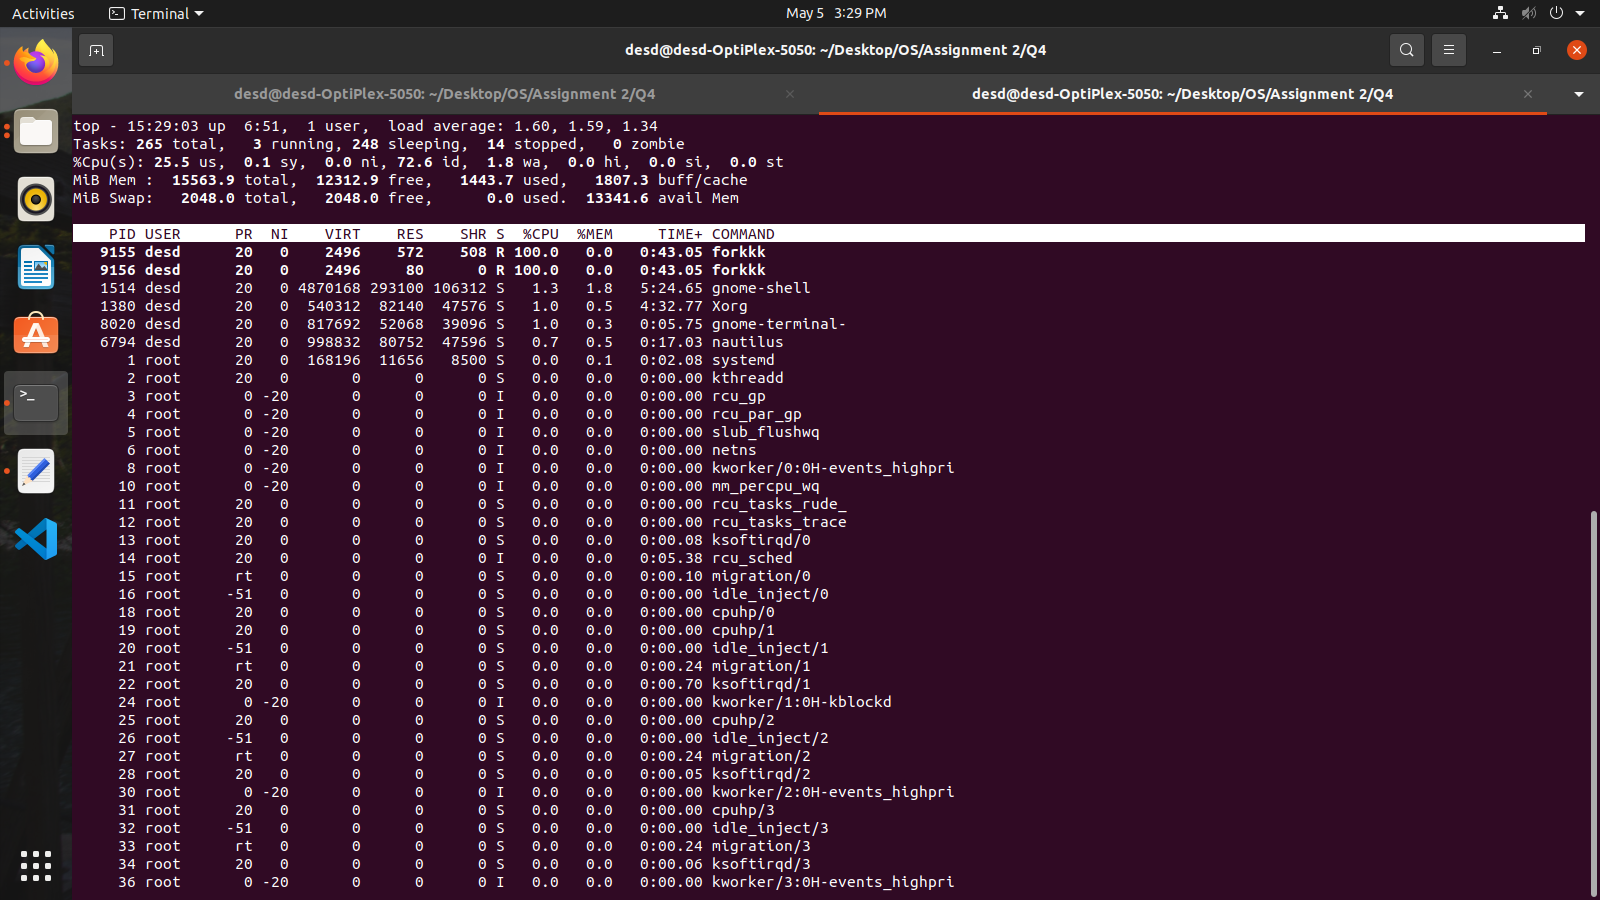 Activities Terminal May 5 3:29 PM
desd@desd-OptiPlex-5050: ~/Desktop/OS/Assignment 2/Q4
desd@desd-OptiPlex-5050: ~/Desktop/OS/Assignment 2/Q4 desd@desd-OptiPlex-5050: ~/Desktop/OS/Assignment 2/Q4
top - 15:29:03 up  6:51,  1 user,  load average: 1.60, 1.59, 1.34
Tasks: 265 total,   3 running, 248 sleeping,  14 stopped,   0 zombie
%Cpu(s): 25.5 us,  0.1 sy,  0.0 ni, 72.6 id,  1.8 wa,  0.0 hi,  0.0 si,  0.0 st
MiB Mem :  15563.9 total,  12312.9 free,   1443.7 used,   1807.3 buff/cache
MiB Swap:   2048.0 total,   2048.0 free,      0.0 used.  13341.6 avail Mem
PID USER PR NI VIRT RES SHR S %CPU %MEM TIME+ COMMAND
9155 desd 20 0 2496 572 508 R 100.0 0.0 0:43.05 forkkk
9156 desd 20 0 2496 80 0 R 100.0 0.0 0:43.05 forkkk
1514 desd 20 0 4870168 293100 106312 S 1.3 1.8 5:24.65 gnome-shell
1380 desd 20 0 540312 82140 47576 S 1.0 0.5 4:32.77 Xorg
8020 desd 20 0 817692 52068 39096 S 1.0 0.3 0:05.75 gnome-terminal-
6794 desd 20 0 998832 80752 47596 S 0.7 0.5 0:17.03 nautilus
1 root 20 0 168196 11656 8500 S 0.0 0.1 0:02.08 systemd
2 root 20 0 0 0 0 S 0.0 0.0 0:00.00 kthreadd
3 root 0 -20 0 0 0 I 0.0 0.0 0:00.00 rcu_gp
4 root 0 -20 0 0 0 I 0.0 0.0 0:00.00 rcu_par_gp
5 root 0 -20 0 0 0 I 0.0 0.0 0:00.00 slub_flushwq
6 root 0 -20 0 0 0 I 0.0 0.0 0:00.00 netns
8 root 0 -20 0 0 0 I 0.0 0.0 0:00.00 kworker/0:0H-events_highpri
10 root 0 -20 0 0 0 I 0.0 0.0 0:00.00 mm_percpu_wq
11 root 20 0 0 0 0 S 0.0 0.0 0:00.00 rcu_tasks_rude_
12 root 20 0 0 0 0 S 0.0 0.0 0:00.00 rcu_tasks_trace
13 root 20 0 0 0 0 S 0.0 0.0 0:00.08 ksoftirqd/0
14 root 20 0 0 0 0 I 0.0 0.0 0:05.38 rcu_sched
15 root rt 0 0 0 0 S 0.0 0.0 0:00.10 migration/0
16 root -51 0 0 0 0 S 0.0 0.0 0:00.00 idle_inject/0
18 root 20 0 0 0 0 S 0.0 0.0 0:00.00 cpuhp/0
19 root 20 0 0 0 0 S 0.0 0.0 0:00.00 cpuhp/1
20 root -51 0 0 0 0 S 0.0 0.0 0:00.00 idle_inject/1
21 root rt 0 0 0 0 S 0.0 0.0 0:00.24 migration/1
22 root 20 0 0 0 0 S 0.0 0.0 0:00.70 ksoftirqd/1
24 root 0 -20 0 0 0 I 0.0 0.0 0:00.00 kworker/1:0H-kblockd
25 root 20 0 0 0 0 S 0.0 0.0 0:00.00 cpuhp/2
26 root -51 0 0 0 0 S 0.0 0.0 0:00.00 idle_inject/2
27 root rt 0 0 0 0 S 0.0 0.0 0:00.24 migration/2
28 root 20 0 0 0 0 S 0.0 0.0 0:00.05 ksoftirqd/2
30 root 0 -20 0 0 0 I 0.0 0.0 0:00.00 kworker/2:0H-events_highpri
31 root 20 0 0 0 0 S 0.0 0.0 0:00.00 cpuhp/3
32 root -51 0 0 0 0 S 0.0 0.0 0:00.00 idle_inject/3
33 root rt 0 0 0 0 S 0.0 0.0 0:00.24 migration/3
34 root 20 0 0 0 0 S 0.0 0.0 0:00.06 ksoftirqd/3
36 root 0 -20 0 0 0 I 0.0 0.0 0:00.00 kworker/3:0H-events_highpri